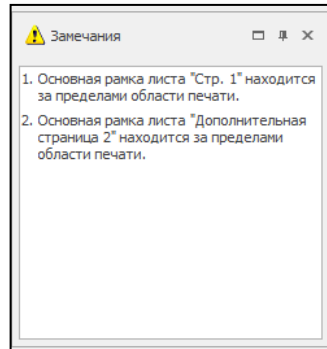 Замечания
1. Основная рамка листа "Стр. 1" находится
за пределами области печати.
2. Основная рамка листа "Дополнительная
страница 2" находится за пределами
области печати.